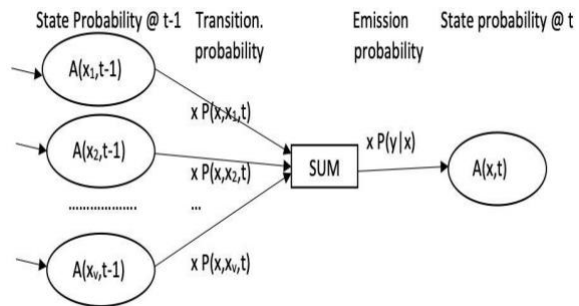 State Probability @ t-1 Transition. Emission State probability @ t
probability probability
A(x₁,t-1)
x P(x,x₁,t)
A(x₂,t-1) x P(y|x)
x P(x,x₂,t) SUM A(x,t)
.................. ...
A(xᵥ,t-1) x P(x,xᵥ,t)